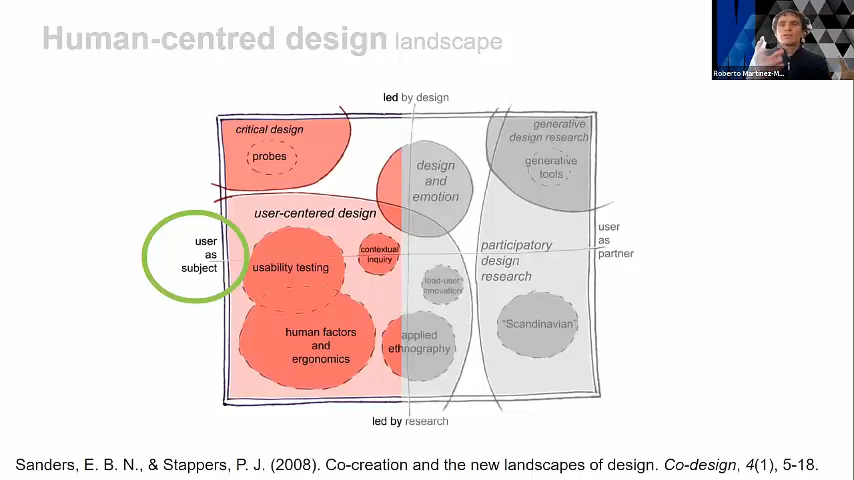 Human-centred design landscape
Roberto Martinez-M...
led by design
critical design
probes
generative
design research
generative
tools
design
and
emotion
user-centered design
user
as
subject
usability testing
contextual
inquiry
participatory
design
research
user
as
partner
lead-user
innovation
human factors
and
ergonomics
applied
ethnography
"Scandinavian"
led by research
Sanders, E. B. N., & Stappers, P. J. (2008). Co-creation and the new landscapes of design. Co-design, 4(1), 5-18.